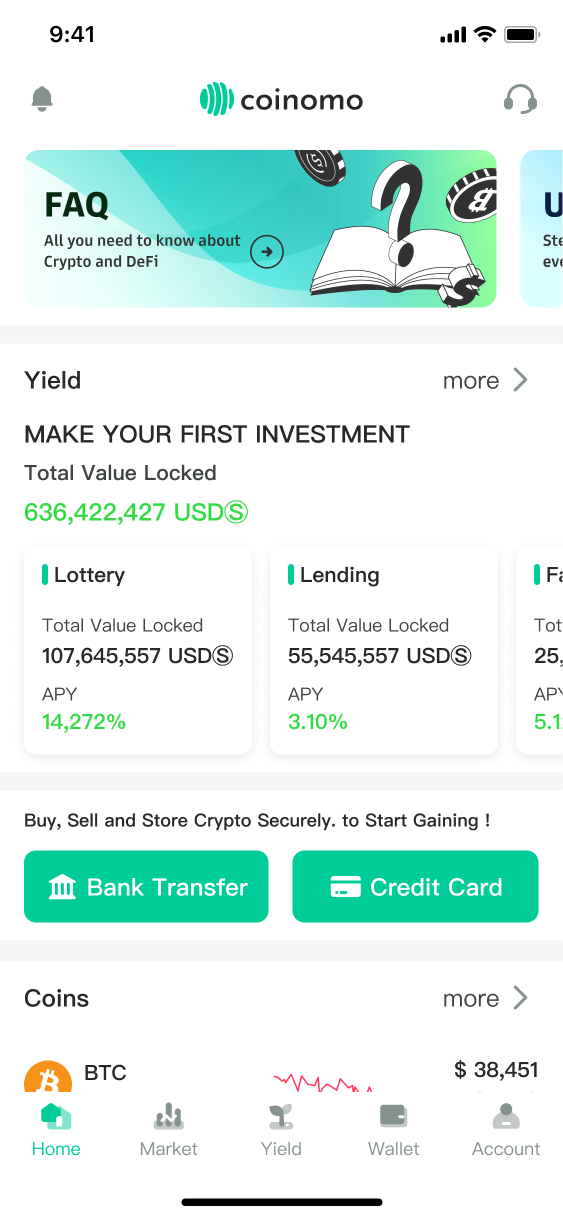 9:41
coinomo
FAQ
All you need to know about
Crypto and DeFi
U
Ste
eve
Yield
more
MAKE YOUR FIRST INVESTMENT
Total Value Locked
636,422,427 USDⓈ
Lottery
Total Value Locked
107,645,557 USDⓈ
APY
14,272%
Lending
Total Value Locked
55,545,557 USDⓈ
APY
3.10%
Fa
Tot
25,
APY
5.1
Buy, Sell and Store Crypto Securely. to Start Gaining !
Bank Transfer
Credit Card
Coins
more
BTC
$ 38,451
Home
Market
Yield
Wallet
Account